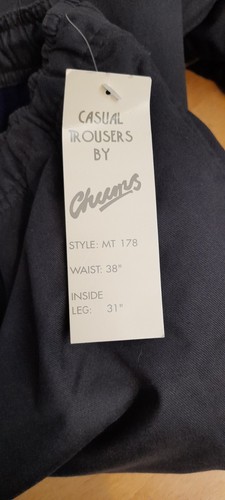 CASUAL
TROUSERS
BY
Chums
STYLE: MT 178
WAIST: 38"
INSIDE
LEG: 31"